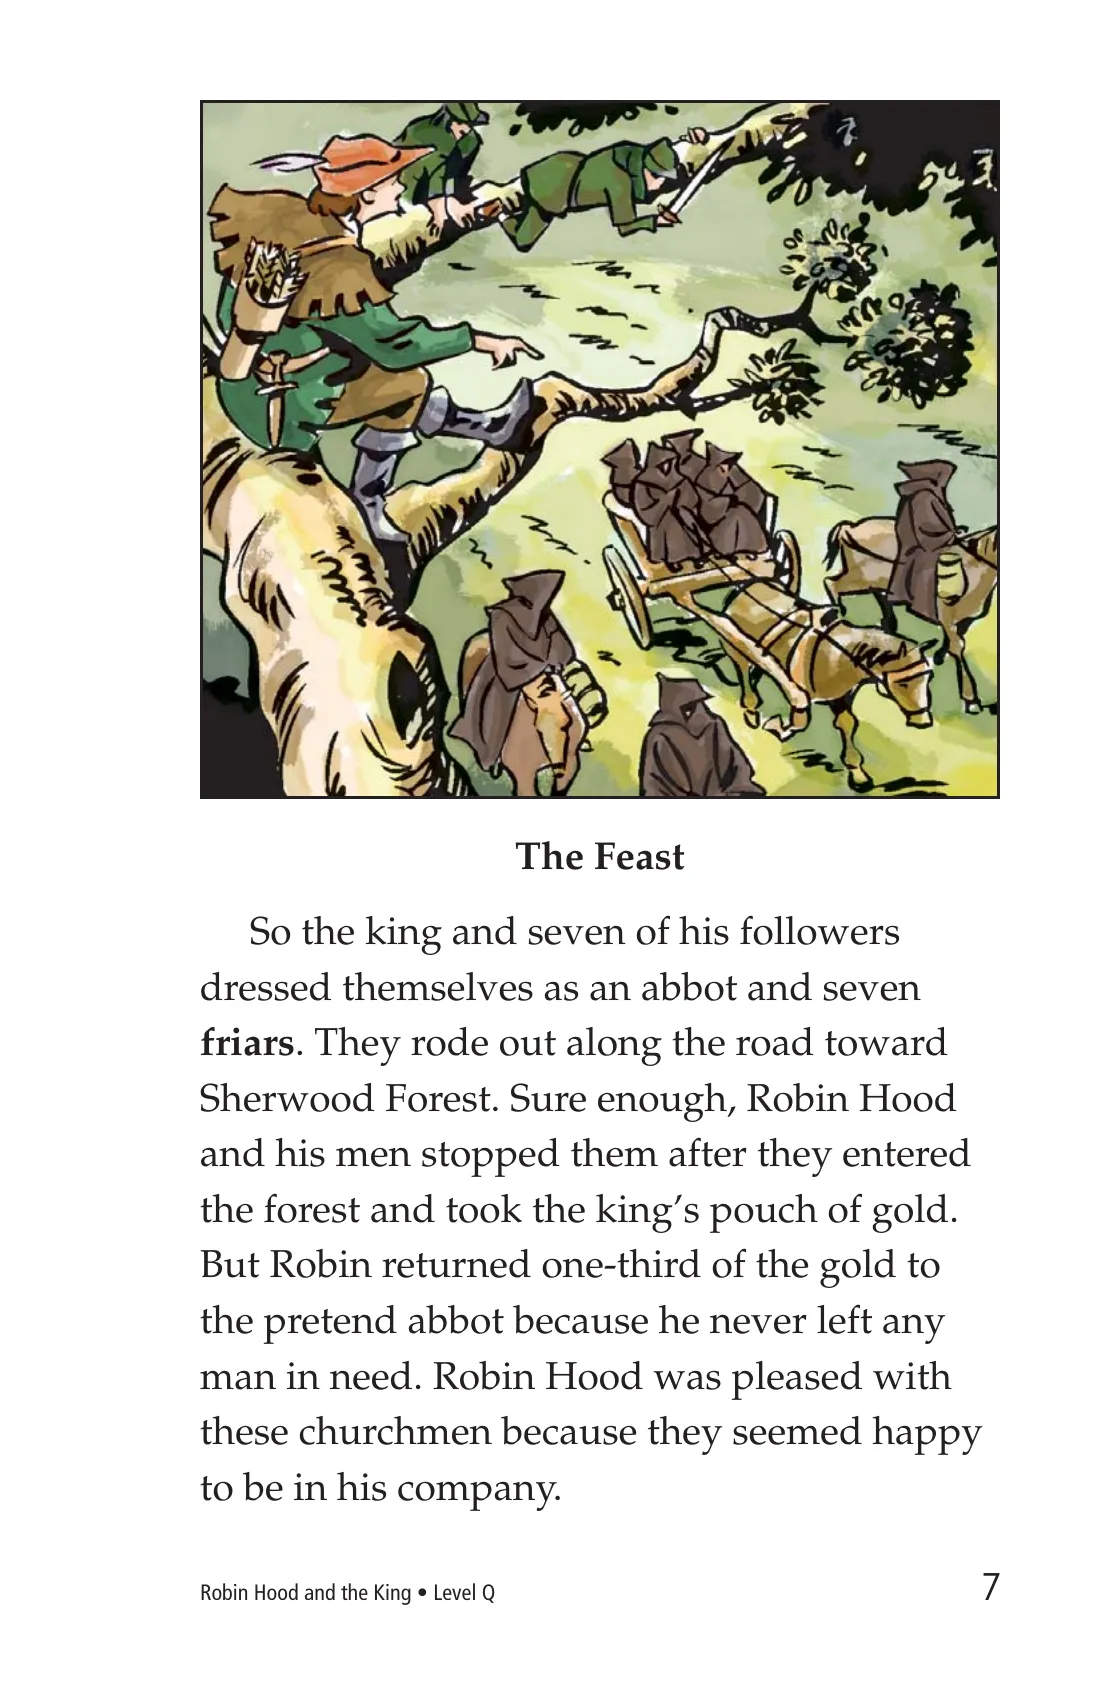 The Feast
So the king and seven of his followers
dressed themselves as an abbot and seven
friars. They rode out along the road toward
Sherwood Forest. Sure enough, Robin Hood
and his men stopped them after they entered
the forest and took the king’s pouch of gold.
But Robin returned one-third of the gold to
the pretend abbot because he never left any
man in need. Robin Hood was pleased with
these churchmen because they seemed happy
to be in his company.
Robin Hood and the King • Level Q
7